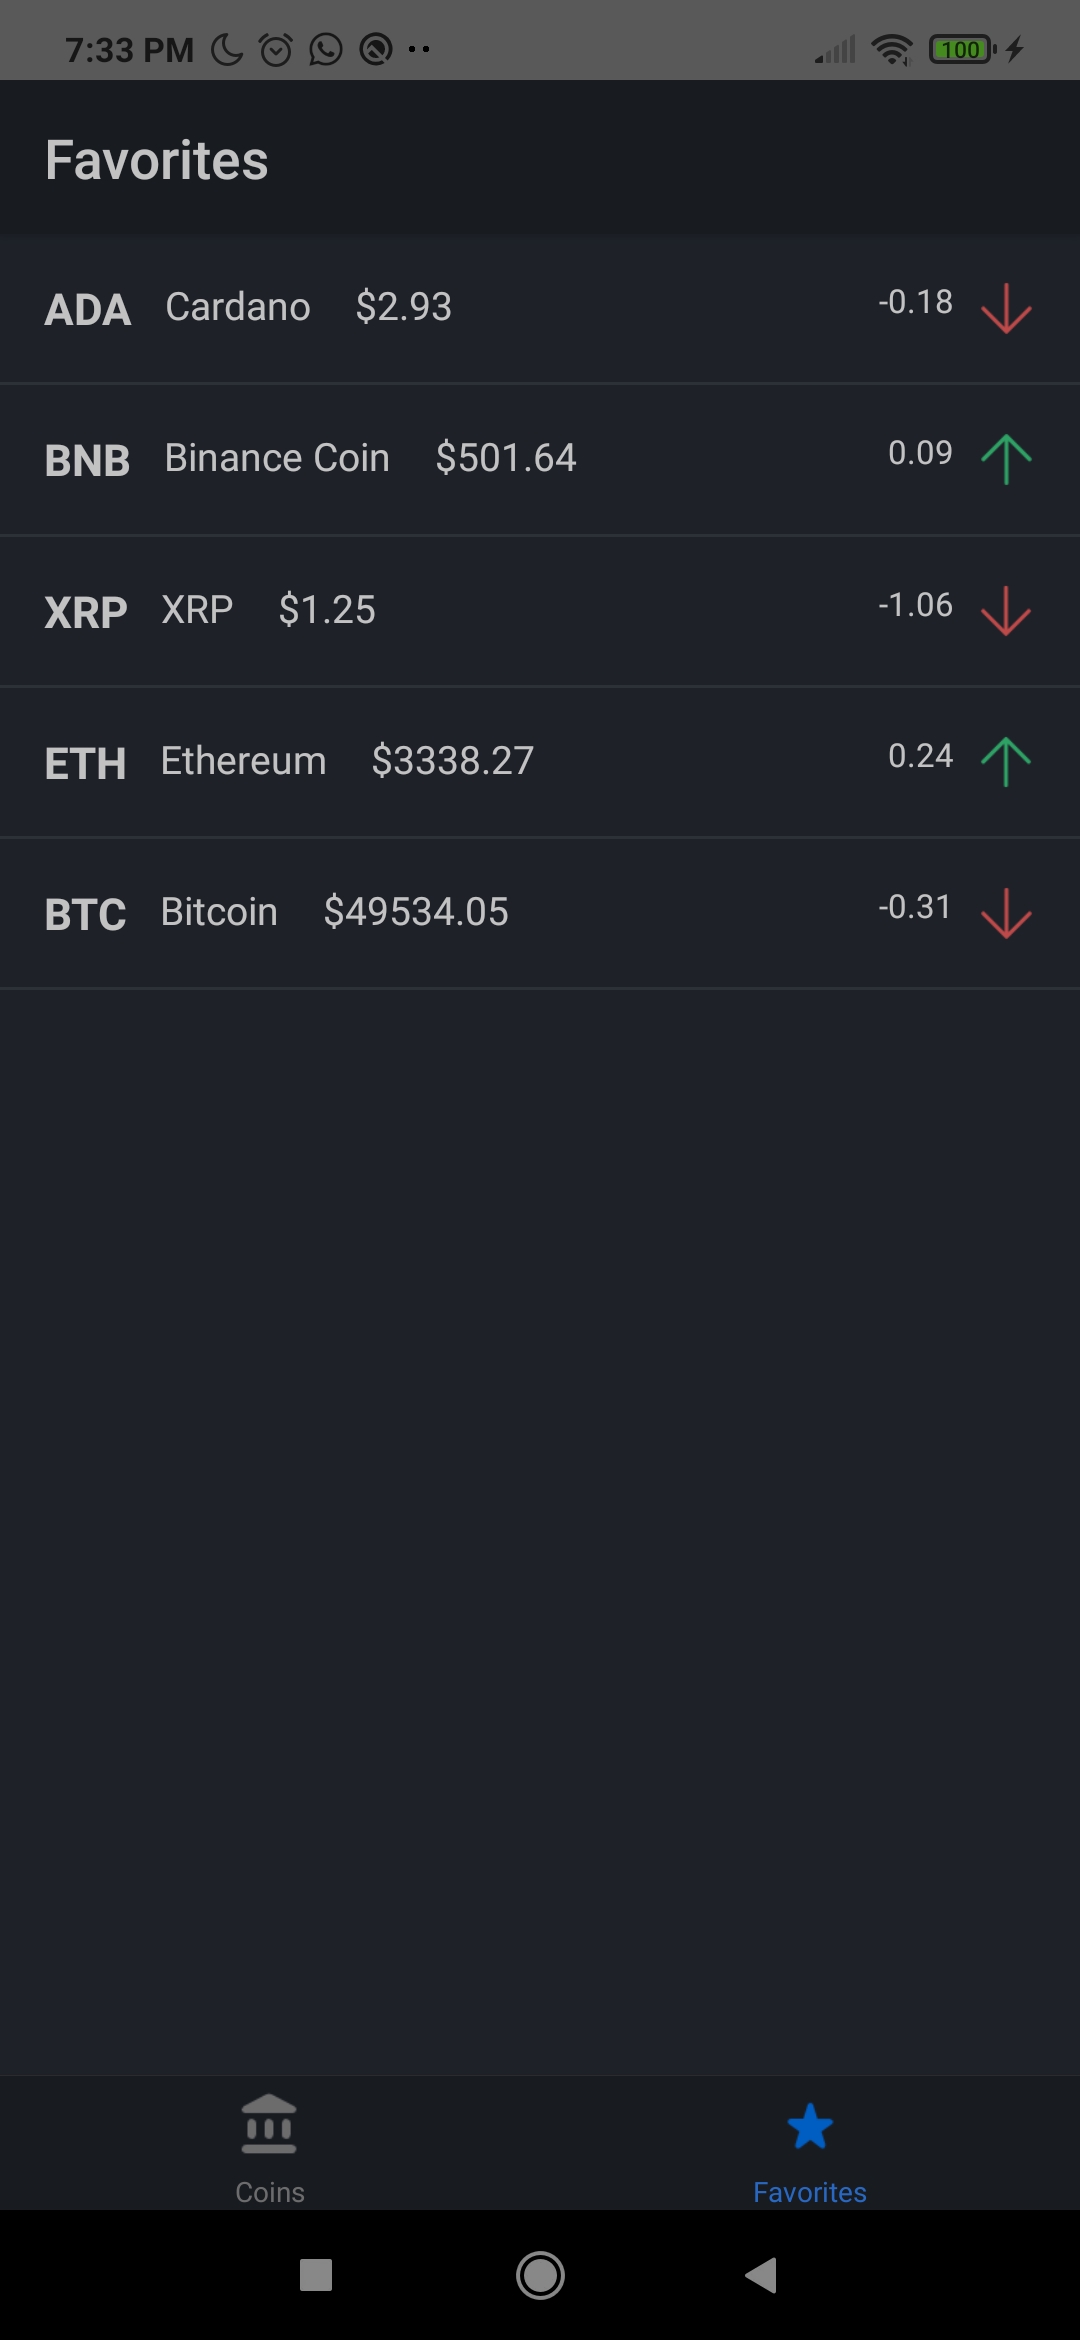 7:33 PM 100
Favorites
ADA Cardano $2.93 -0.18
BNB Binance Coin $501.64 0.09
XRP XRP $1.25 -1.06
ETH Ethereum $3338.27 0.24
BTC Bitcoin $49534.05 -0.31
Coins Favorites